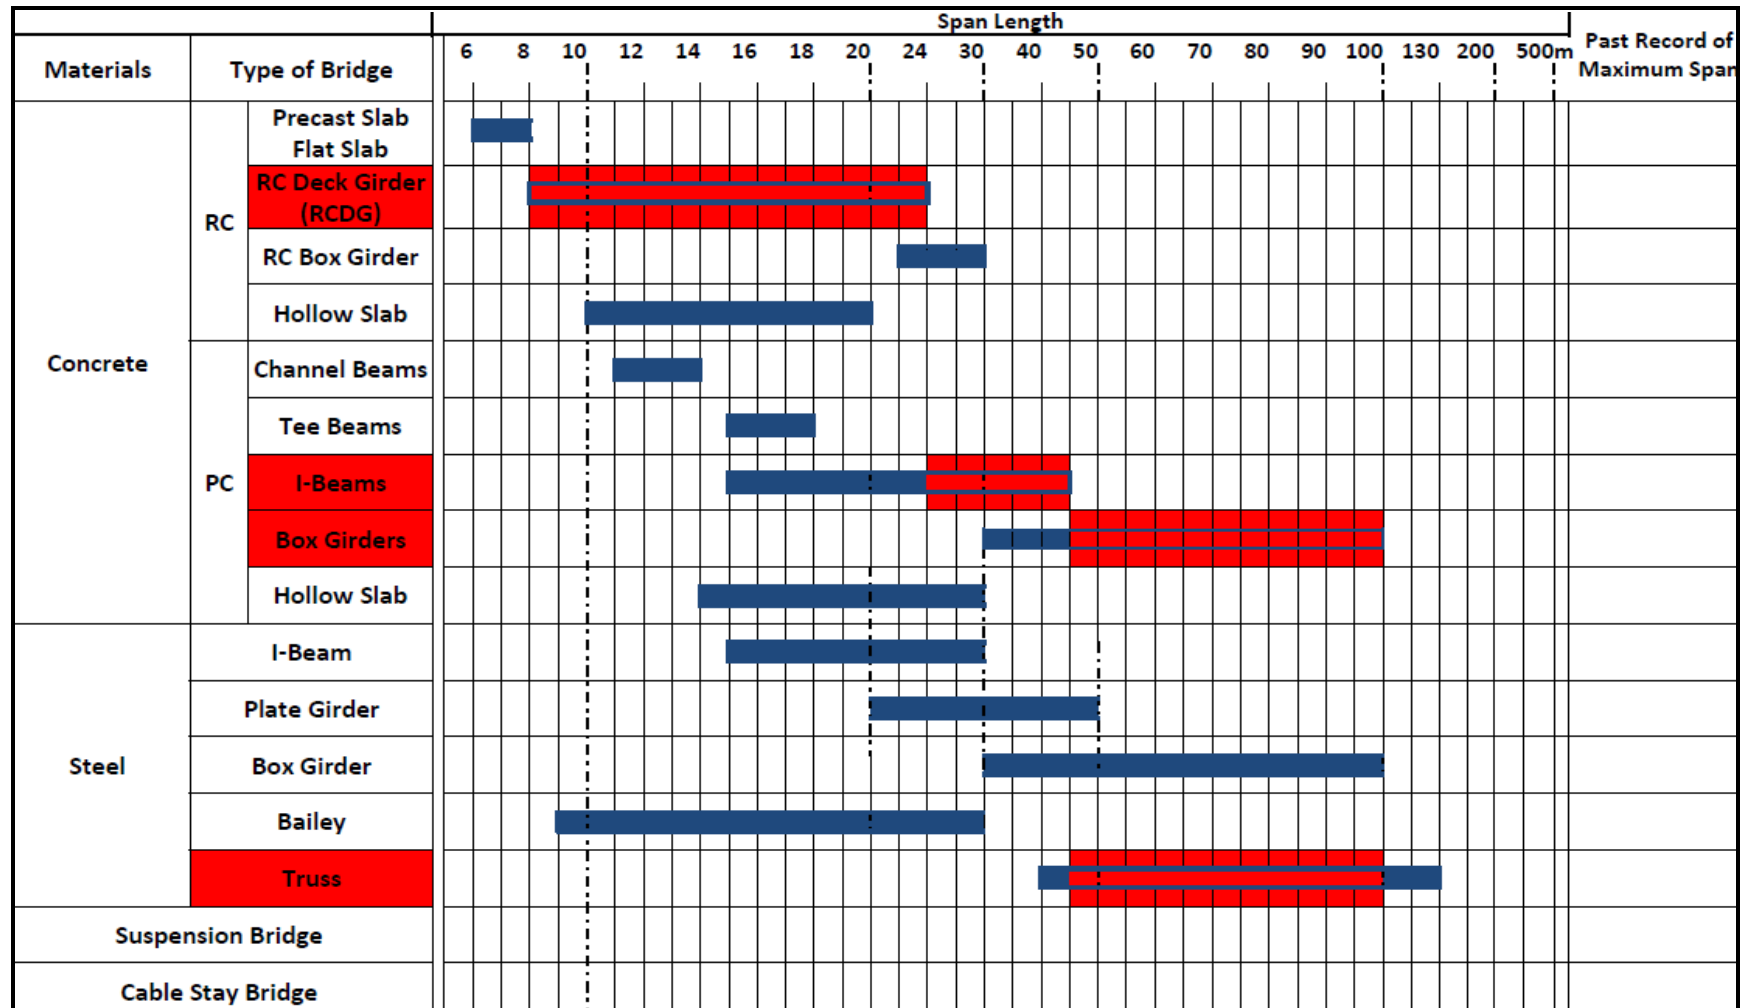 Span Length
Materials Type of Bridge 6 8 10 12 14 16 18 20 24 30 40 50 60 70 80 90 100 130 200 500m Past Record of
Maximum Span
Concrete
RC
Precast Slab
Flat Slab
RC Deck Girder
(RCDG)
RC Box Girder
Hollow Slab
PC
Channel Beams
Tee Beams
I-Beams
Box Girders
Hollow Slab
Steel
I-Beam
Plate Girder
Box Girder
Bailey
Truss
Suspension Bridge
Cable Stay Bridge